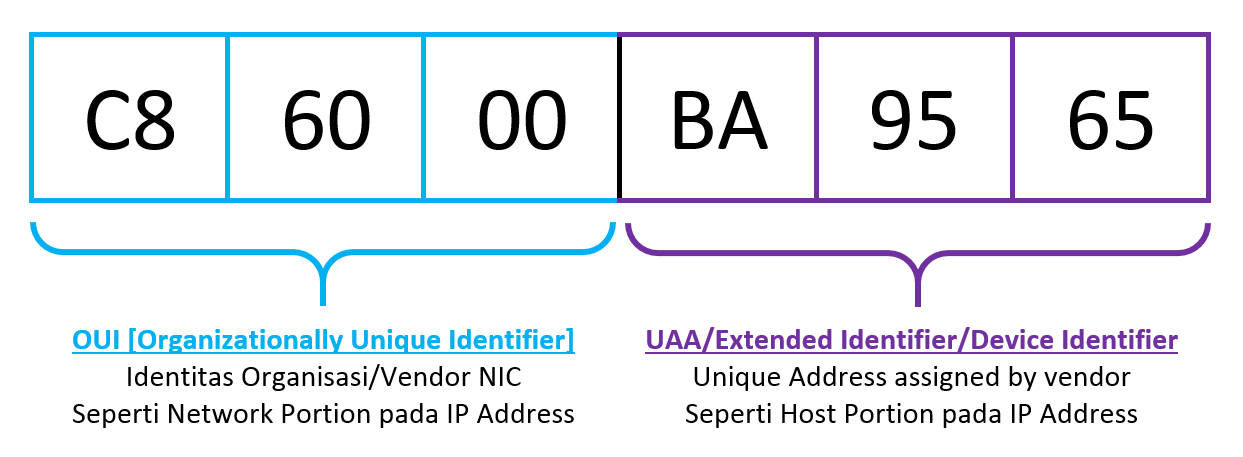 C8 60 00 BA 95 65
OUI [Organizationally Unique Identifier]
Identitas Organisasi/Vendor NIC
Seperti Network Portion pada IP Address
UAA/Extended Identifier/Device Identifier
Unique Address assigned by vendor
Seperti Host Portion pada IP Address